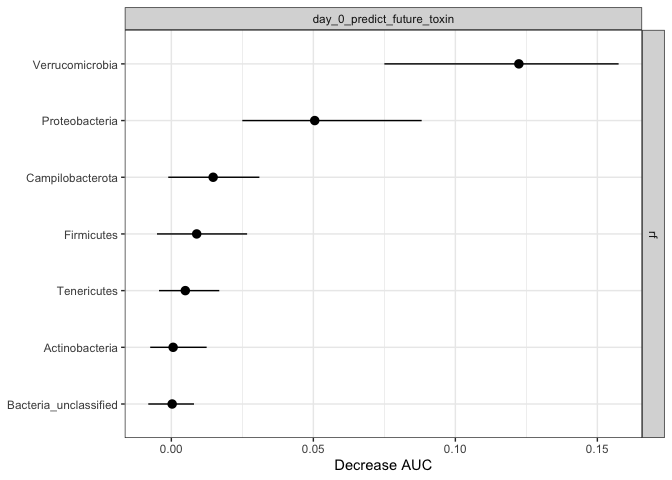 day_0_predict_future_toxin
Verrucomicrobia
Proteobacteria
Campilobacterota
Firmicutes
Tenericutes
Actinobacteria
Bacteria_unclassified
rf
0.00 0.05 0.10 0.15
Decrease AUC